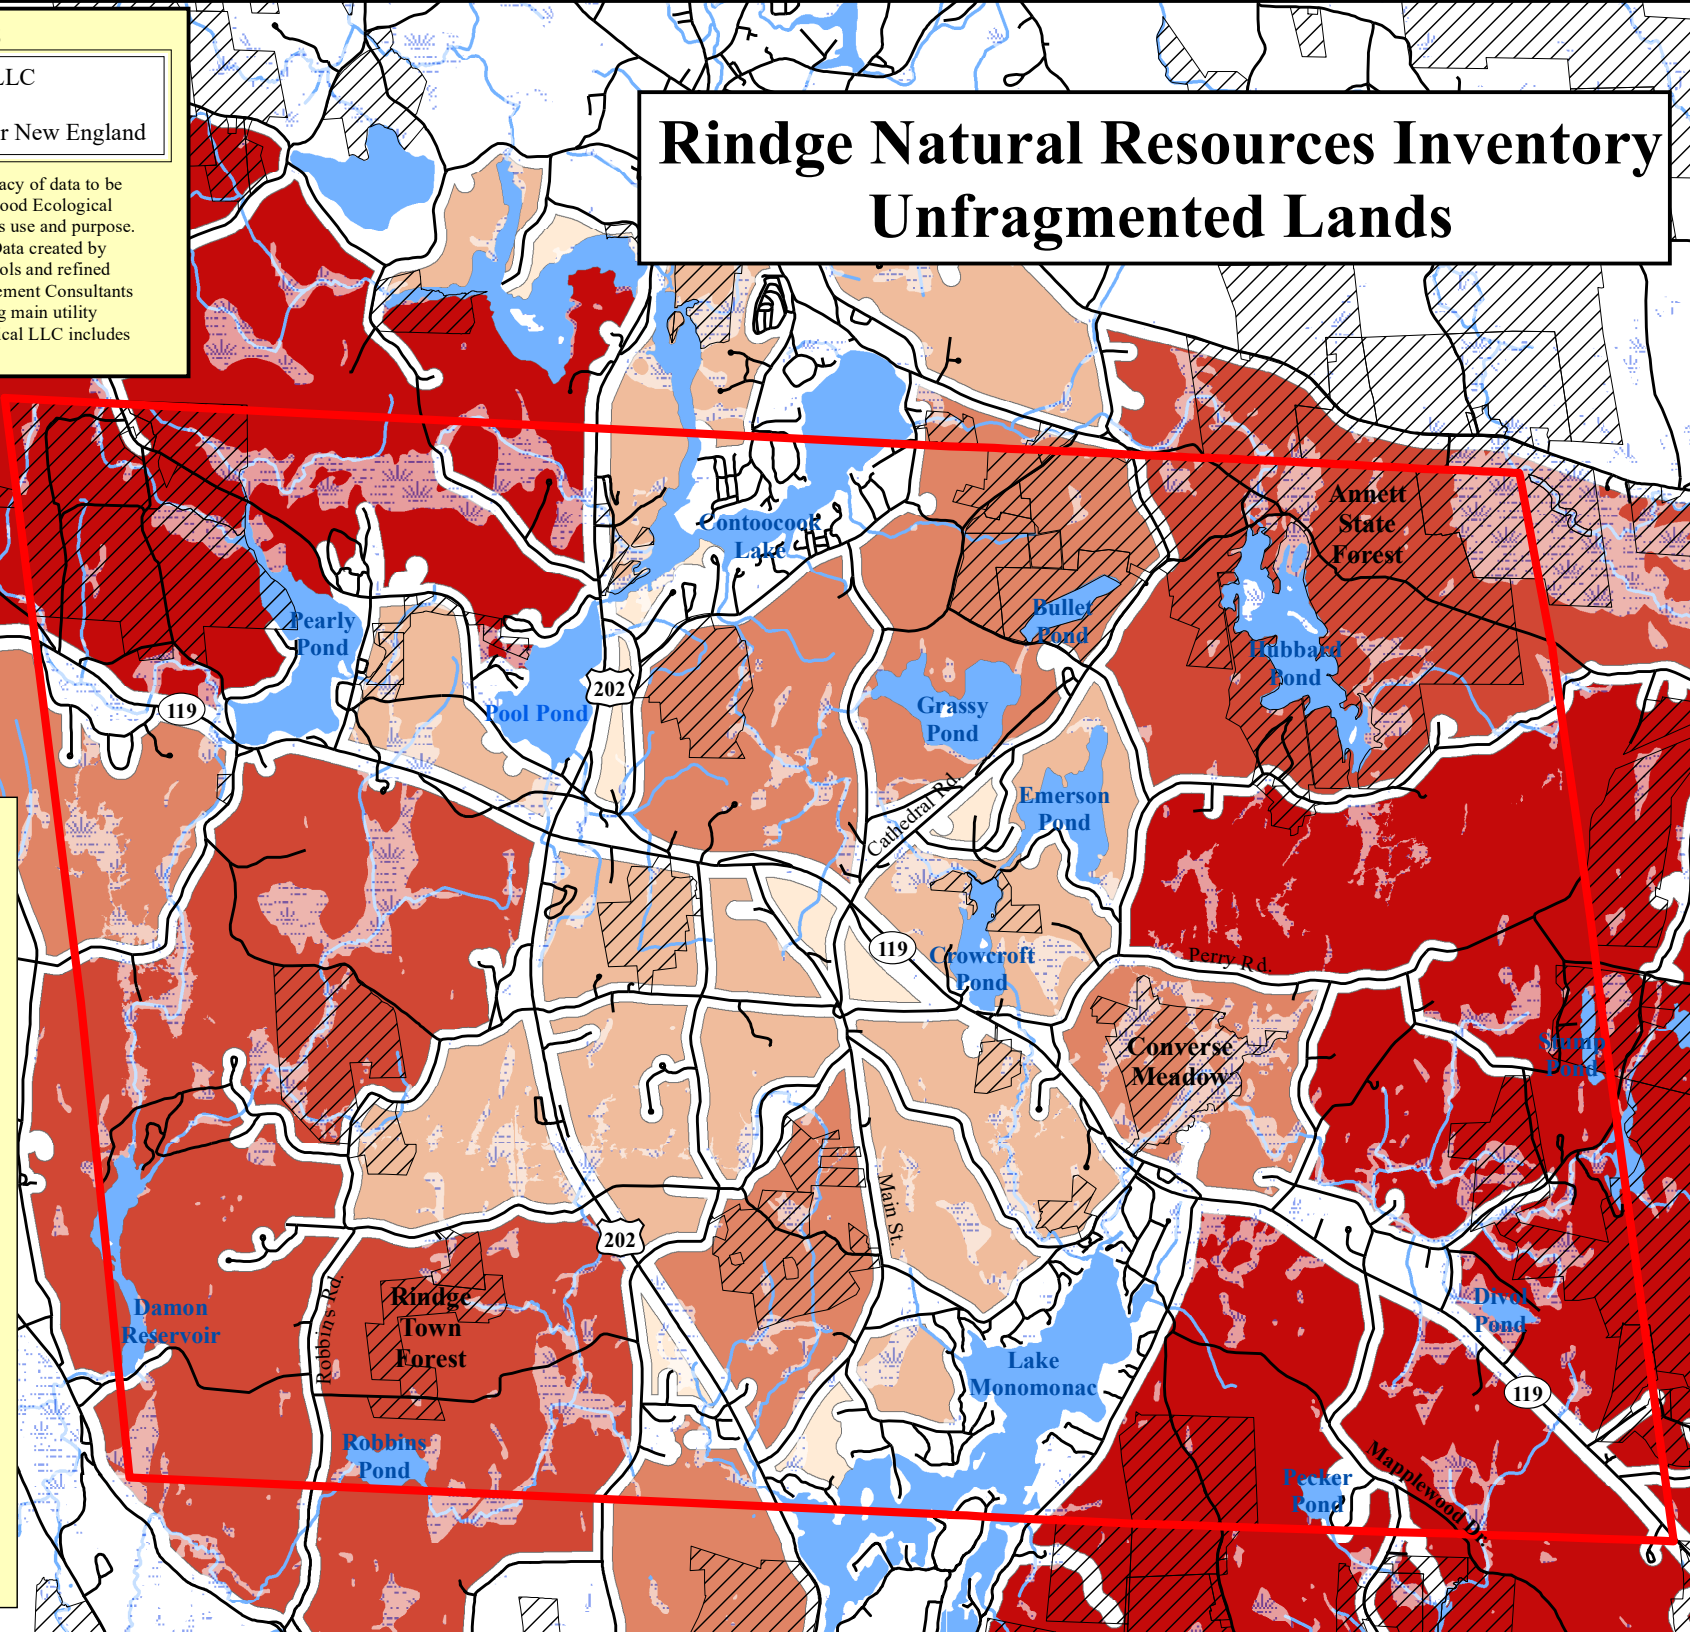 LLC
r New England
acy of data to be
ood Ecological
s use and purpose.
Data created by
ols and refined
ement Consultants
g main utility
ical LLC includes
Rindge Natural Resources Inventory
Unfragmented Lands
Annett
State
Forest
Contoocook
Lake
Bullet
Pond
Pearly
Pond
Hubbard
Pond
202
119
Pool Pond
Grassy
Pond
Cathedral Rd.
Emerson
Pond
119
Crowcroft
Pond
Perry Rd.
Converse
Meadow
Stump
Pond
Main St.
202
Damon
Reservoir
Robbins Rd.
Rindge
Town
Forest
Divol
Pond
Lake
Monomonac
119
Robbins
Pond
Pecker
Pond
Mapplewood Dr.